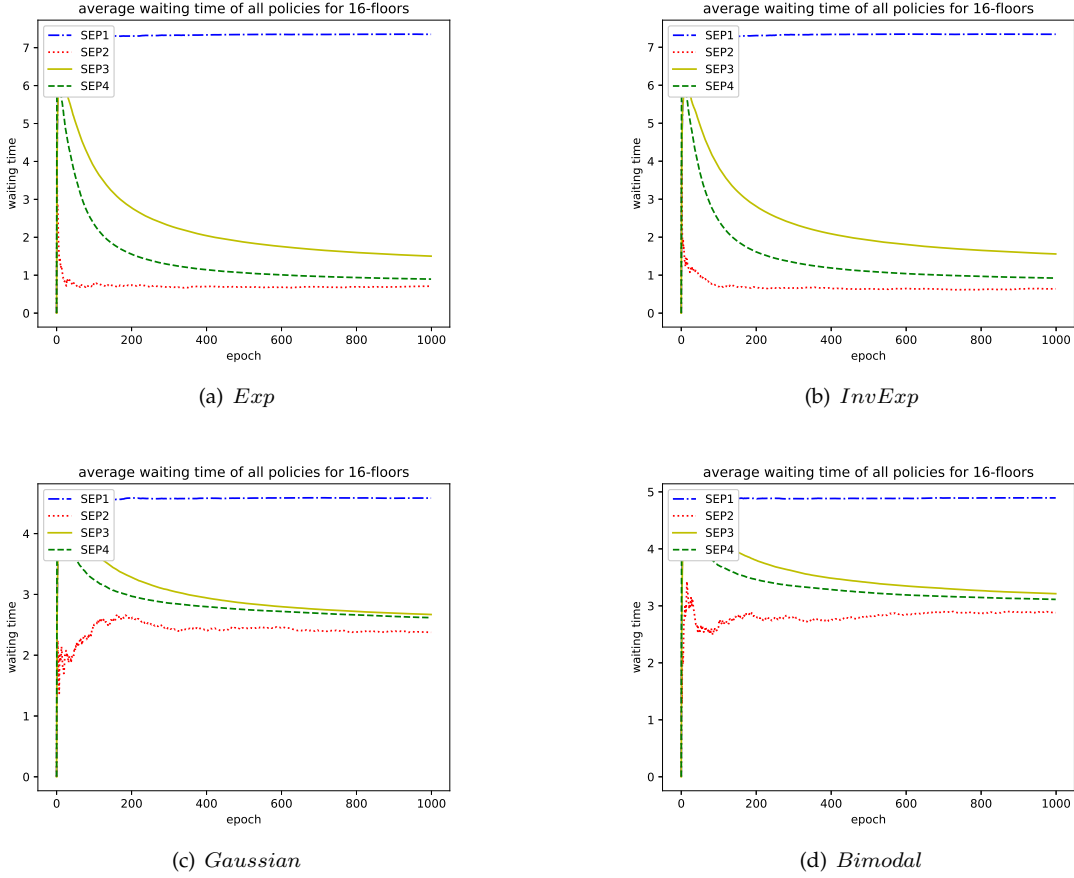 average waiting time of all policies for 16-floors
SEP1
SEP2
SEP3
SEP4
7
6
5
4
3
2
1
0
waiting time
0 200 400 600 800 1000
epoch
(a) Exp
average waiting time of all policies for 16-floors
SEP1
SEP2
SEP3
SEP4
7
6
5
4
3
2
1
0
waiting time
0 200 400 600 800 1000
epoch
(b) InvExp
average waiting time of all policies for 16-floors
SEP1
SEP2
SEP3
SEP4
4
3
2
1
0
waiting time
0 200 400 600 800 1000
epoch
(c) Gaussian
average waiting time of all policies for 16-floors
SEP1
SEP2
SEP3
SEP4
5
4
3
2
1
0
waiting time
0 200 400 600 800 1000
epoch
(d) Bimodal